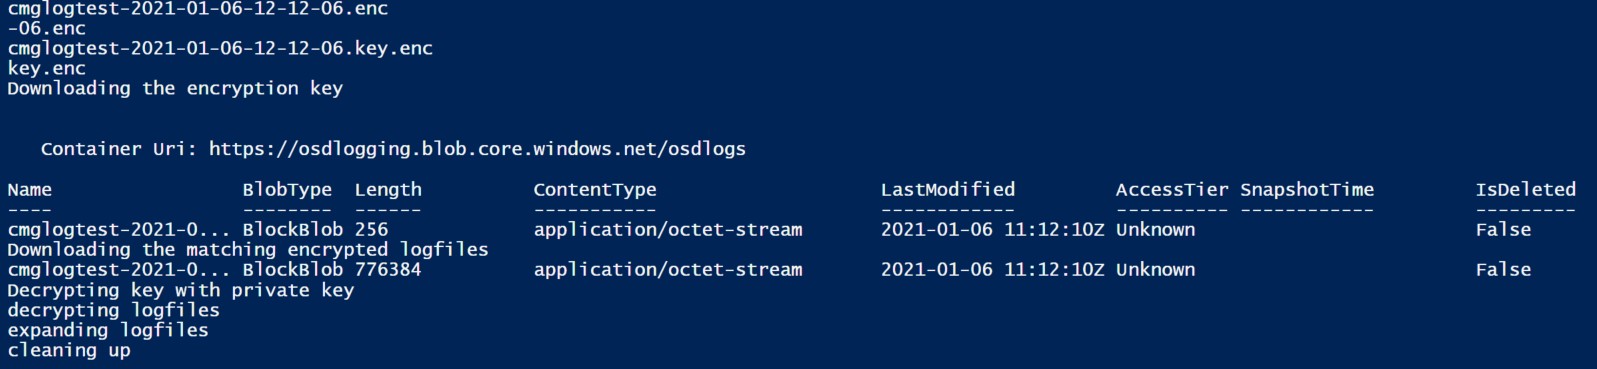 cmglogtest-2021-01-06-12-12-06.enc
-06.enc
cmglogtest-2021-01-06-12-12-06.key.enc
key.enc
Downloading the encryption key
Container Uri: https://osdlogging.blob.core.windows.net/osdlogs
Name BlobType Length ContentType LastModified AccessTier SnapshotTime IsDeleted
---- -------- ------ ----------- ------------ ---------- ------------ ---------
cmglogtest-2021-0... BlockBlob 256 application/octet-stream 2021-01-06 11:12:10Z Unknown False
Downloading the matching encrypted logfiles
cmglogtest-2021-0... BlockBlob 776384 application/octet-stream 2021-01-06 11:12:10Z Unknown False
Decrypting key with private key
decrypting logfiles
expanding logfiles
cleaning up